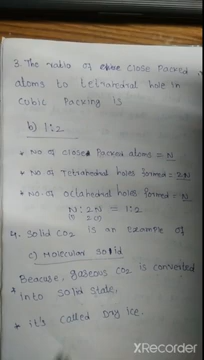 3. The ratio of close Packed
atoms to tetrahedral hole in
cubic Packing is
b) 1:2
* No of closed Packed atoms = N
* No of Tetrahedral holes formed = 2N
* No. of octahedral holes formed = N
N : 2N = 1:2
4. Solid CO2 is an Example of
c) Molecular solid
* Beacuse, gaseous CO2 is converted
Into solid state.
* it's called Dry Ice.
XRecorder